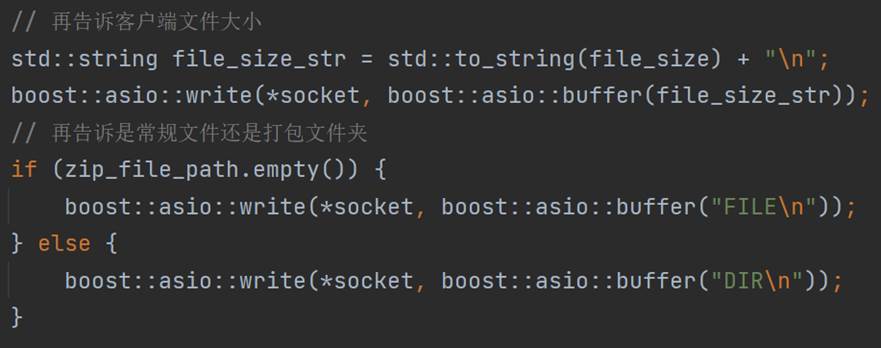 // 再告诉客户端文件大小
std::string file_size_str = std::to_string(file_size) + "\n";
boost::asio::write(*socket, boost::asio::buffer(file_size_str));
// 再告诉是常规文件还是打包文件夹
if (zip_file_path.empty()) {
    boost::asio::write(*socket, boost::asio::buffer("FILE\n"));
} else {
    boost::asio::write(*socket, boost::asio::buffer("DIR\n"));
}